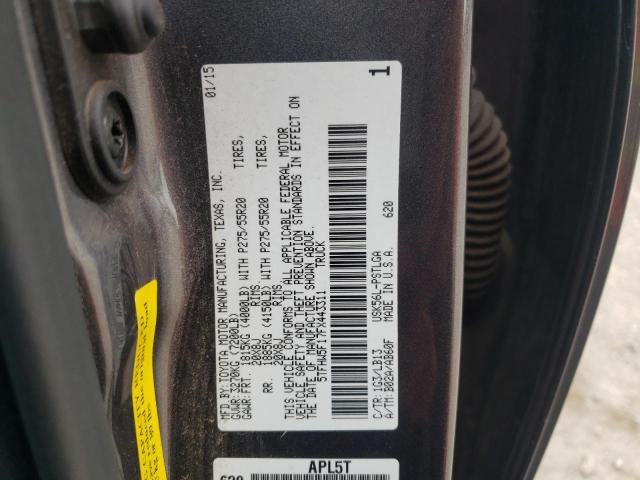 MFD.BY:TOYOTA MOTOR MANUFACTURING, TEXAS, INC. 01/15
GVWR: 3270KG (7200LB)
GAWR:FRT. 1815KG (4000LB) WITH P275/55R20 TIRES,
20X8J RIMS
RR. 1885KG (4150LB) WITH P275/55R20 TIRES,
20X8J RIMS
THIS VEHICLE CONFORMS TO ALL APPLICABLE FEDERAL MOTOR
VEHICLE SAFETY AND THEFT PREVENTION STANDARDS IN EFFECT ON
THE DATE OF MANUFACTURE SHOWN ABOVE.
5TFHW5F17FX443311 TRUCK
C/TR:1G3/LB13 USK56L-PSTLGA 620
A/TM:B02A/AB60F MADE IN U.S.A.
1
APL5T